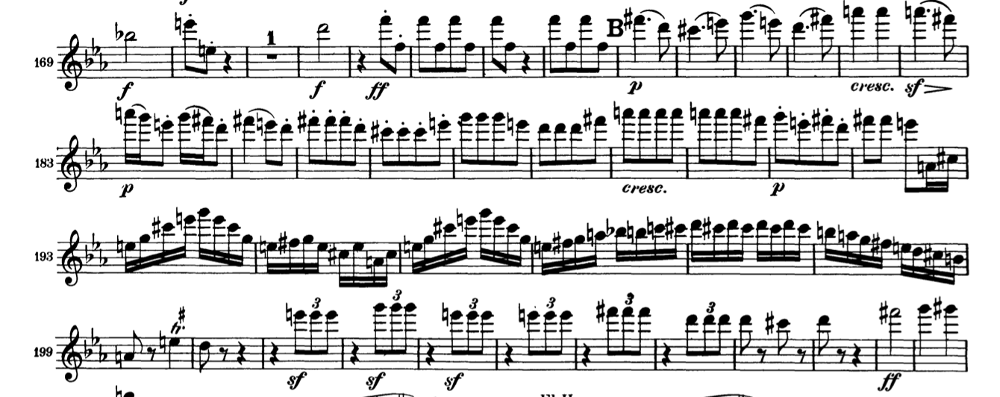 1 B
169
f f ff p cresc. sf
183
p cresc. p
193
3 3 3 3 3 3
tr
199
sf sf sf ff